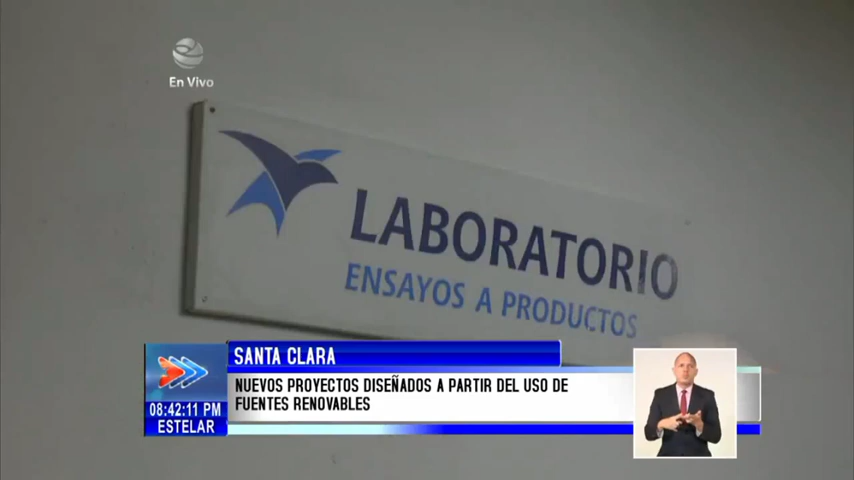 En Vivo
LABORATORIO
ENSAYOS A PRODUCTOS
SANTA CLARA
NUEVOS PROYECTOS DISEÑADOS A PARTIR DEL USO DE
FUENTES RENOVABLES
08:42:11 PM
ESTELAR